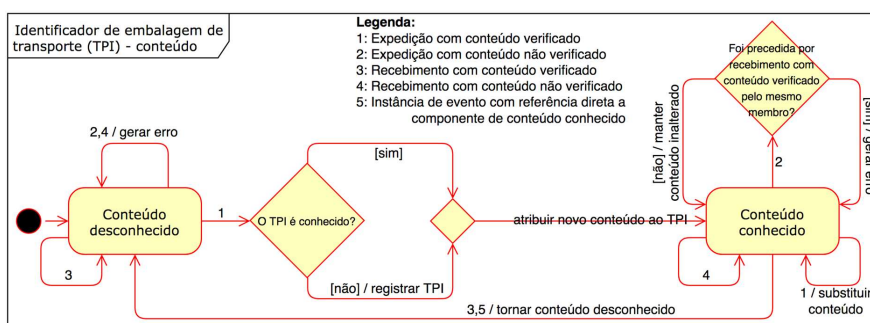 Identificador de embalagem de
transporte (TPI) - conteúdo
Legenda:
1: Expedição com conteúdo verificado
2: Expedição com conteúdo não verificado
3: Recebimento com conteúdo verificado
4: Recebimento com conteúdo não verificado
5: Instância de evento com referência direta a
componente de conteúdo conhecido
Foi precedida por
recebimento com
conteúdo verificado
pelo mesmo
membro?
2,4 / gerar erro
[sim]
[não] / manter
conteúdo inalterado
[sim] / gerar erro
2
Conteúdo
desconhecido
1
O TPI é conhecido?
atribuir novo conteúdo ao TPI
Conteúdo
conhecido
3
[não] / registrar TPI
4
1 / substituir
conteúdo
3,5 / tornar conteúdo desconhecido